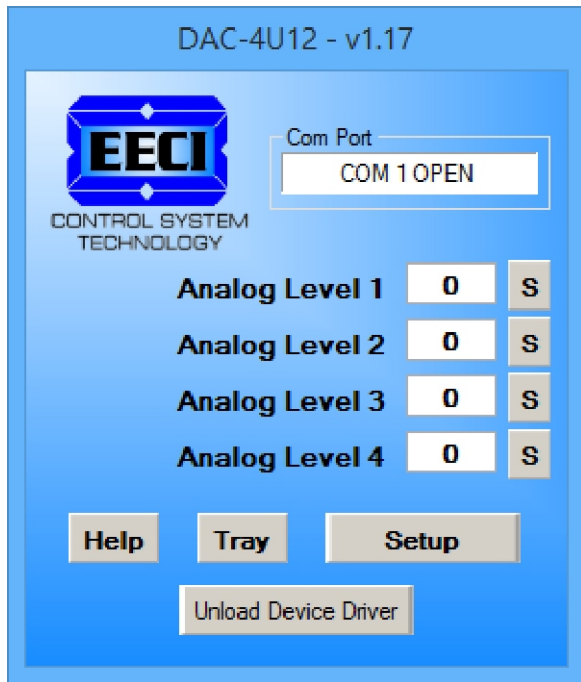 DAC-4U12 - v1.17
EECI
CONTROL SYSTEM
TECHNOLOGY
Com Port
COM 1 OPEN
Analog Level 1 0 S
Analog Level 2 0 S
Analog Level 3 0 S
Analog Level 4 0 S
Help Tray Setup
Unload Device Driver